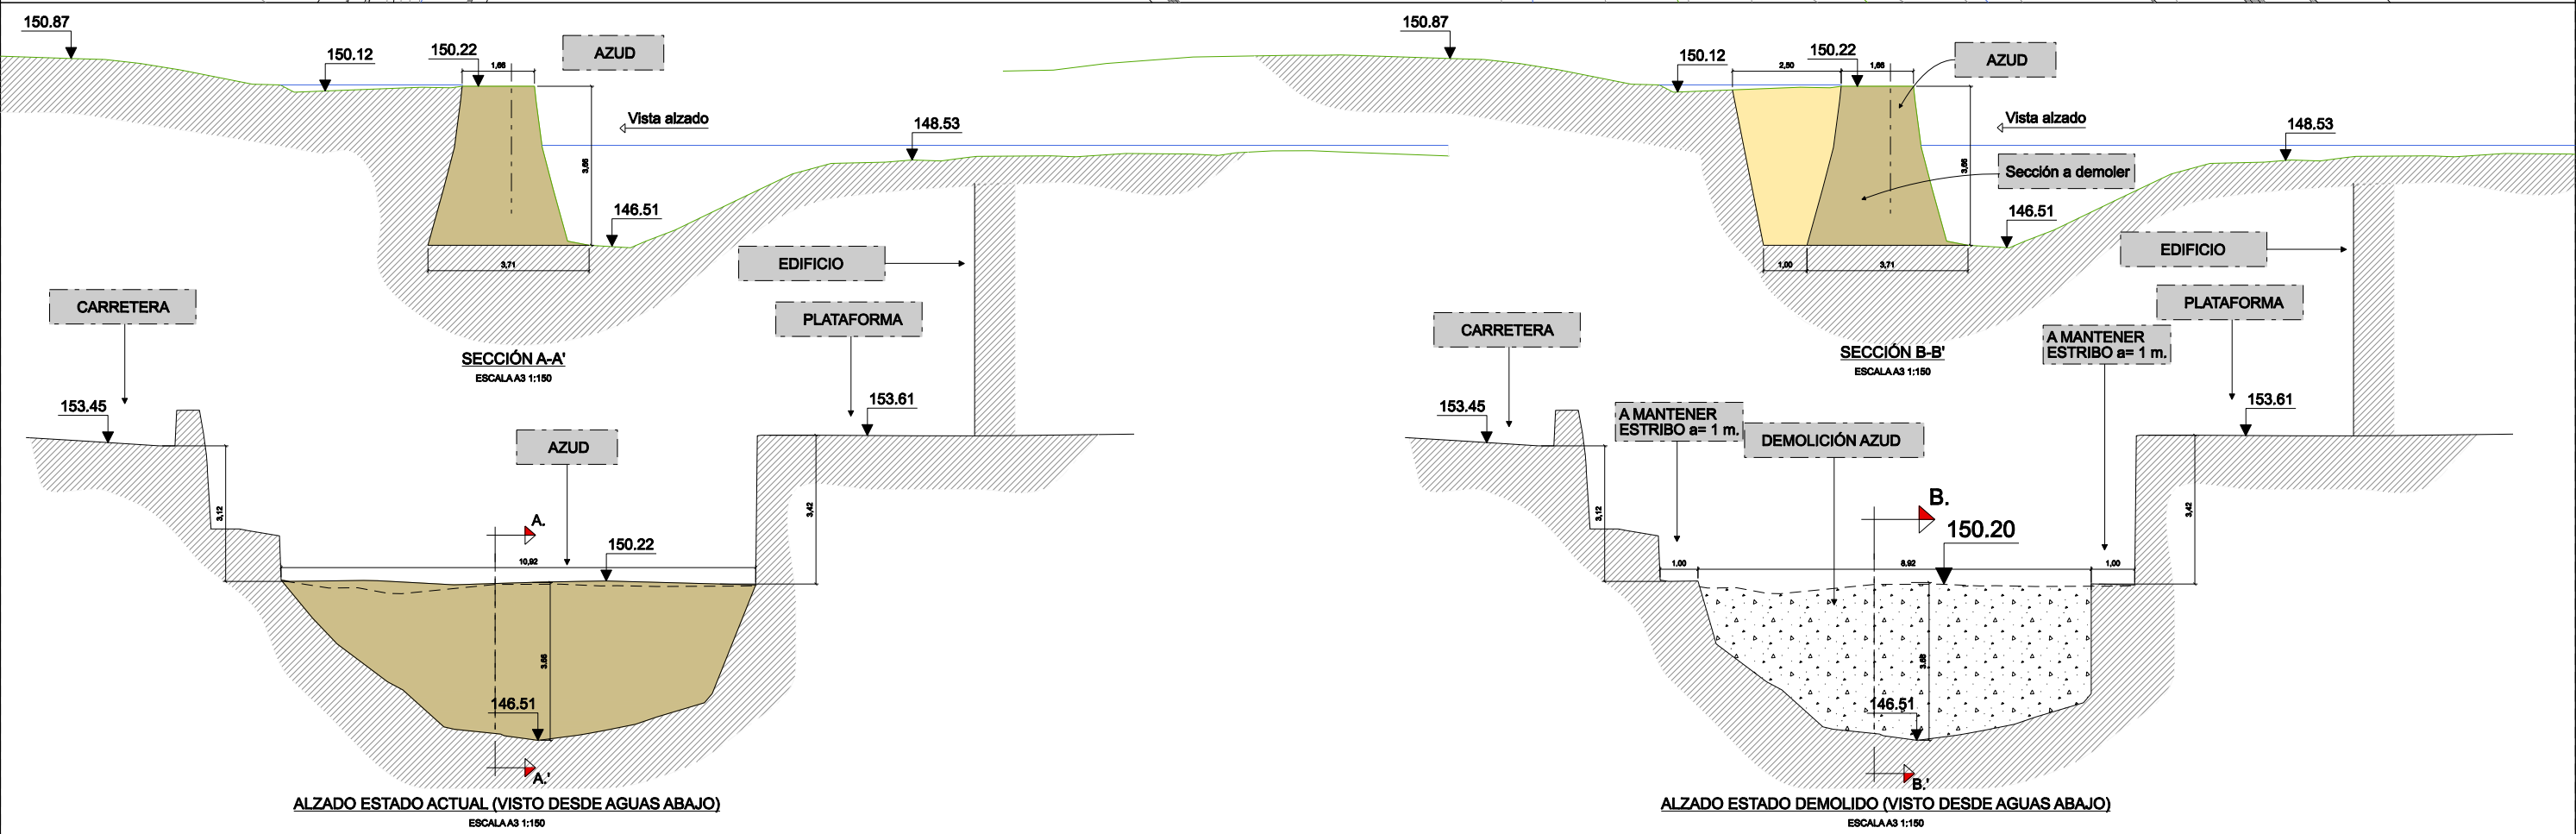 150.87
150.12
150.22
1,66
AZUD
Vista alzado
3,66
148.53
146.51
3,71
EDIFICIO
PLATAFORMA
CARRETERA
SECCIÓN A-A'
ESCALA A3 1:150
153.45
153.61
AZUD
3,12
3,42
A.
10,92
150.22
3.65
146.51
A.'
ALZADO ESTADO ACTUAL (VISTO DESDE AGUAS ABAJO)
ESCALA A3 1:150
150.87
150.12
2,50
150.22
1,66
AZUD
Vista alzado
3,66
148.53
Sección a demoler
146.51
1,00
3,71
EDIFICIO
PLATAFORMA
CARRETERA
SECCIÓN B-B'
ESCALA A3 1:150
A MANTENER
ESTRIBO a= 1 m.
153.45
A MANTENER
ESTRIBO a= 1 m.
DEMOLICIÓN AZUD
153.61
3,12
3,42
B.
150.20
1,00
8,92
1,00
3.68
146.51
B.'
ALZADO ESTADO DEMOLIDO (VISTO DESDE AGUAS ABAJO)
ESCALA A3 1:150